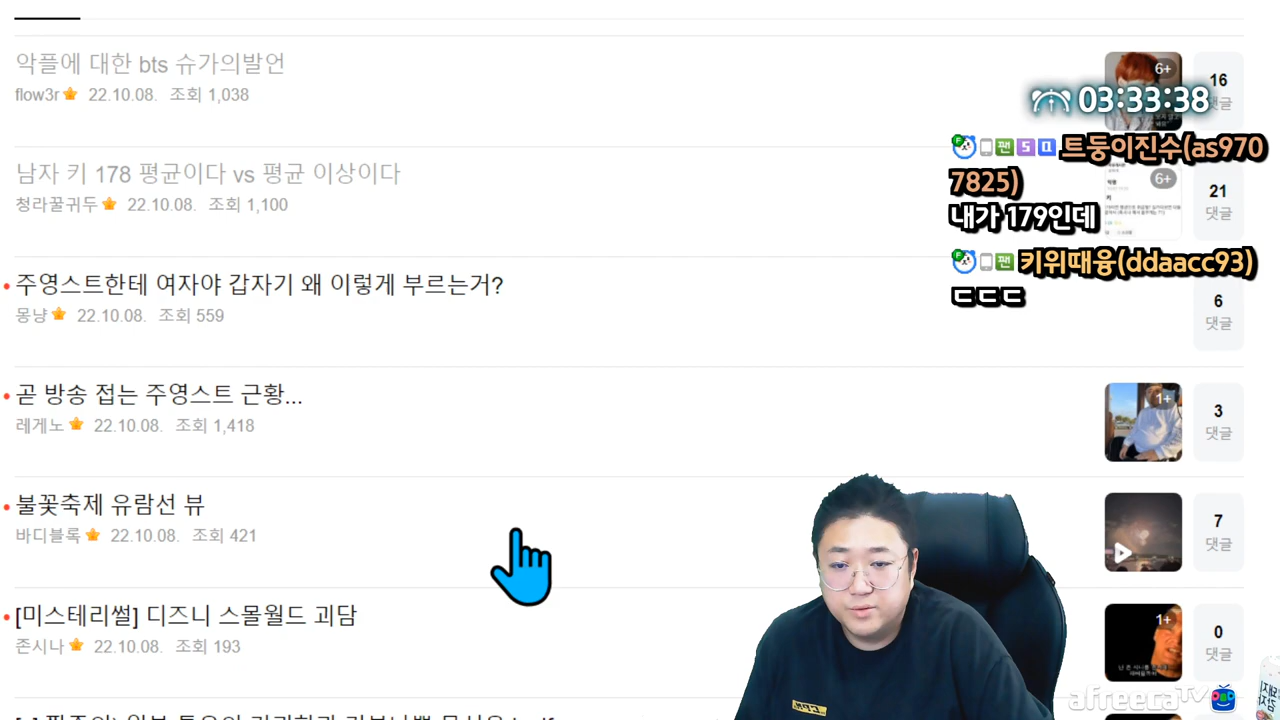 악플에 대한 bts 슈가의발언
flow3r 22.10.08. 조회 1,038
6+
16
댓글
03:33:38
남자 키 178 평균이다 vs 평균 이상이다
청라꿀귀두 22.10.08. 조회 1,100
6+
21
댓글
팬 트둥이진수(as970
7825)
내가 179인데
팬 키위때융(ddaacc93)
ㄷㄷㄷ
주영스트한테 여자야 갑자기 왜 이렇게 부르는거?
몽냥 22.10.08. 조회 559
6
댓글
곧 방송 접는 주영스트 근황...
레게노 22.10.08. 조회 1,418
1+
3
댓글
불꽃축제 유람선 뷰
바디블록 22.10.08. 조회 421
7
댓글
[미스테리썰] 디즈니 스몰월드 괴담
존시나 22.10.08. 조회 193
1+
0
댓글
afreecaTV